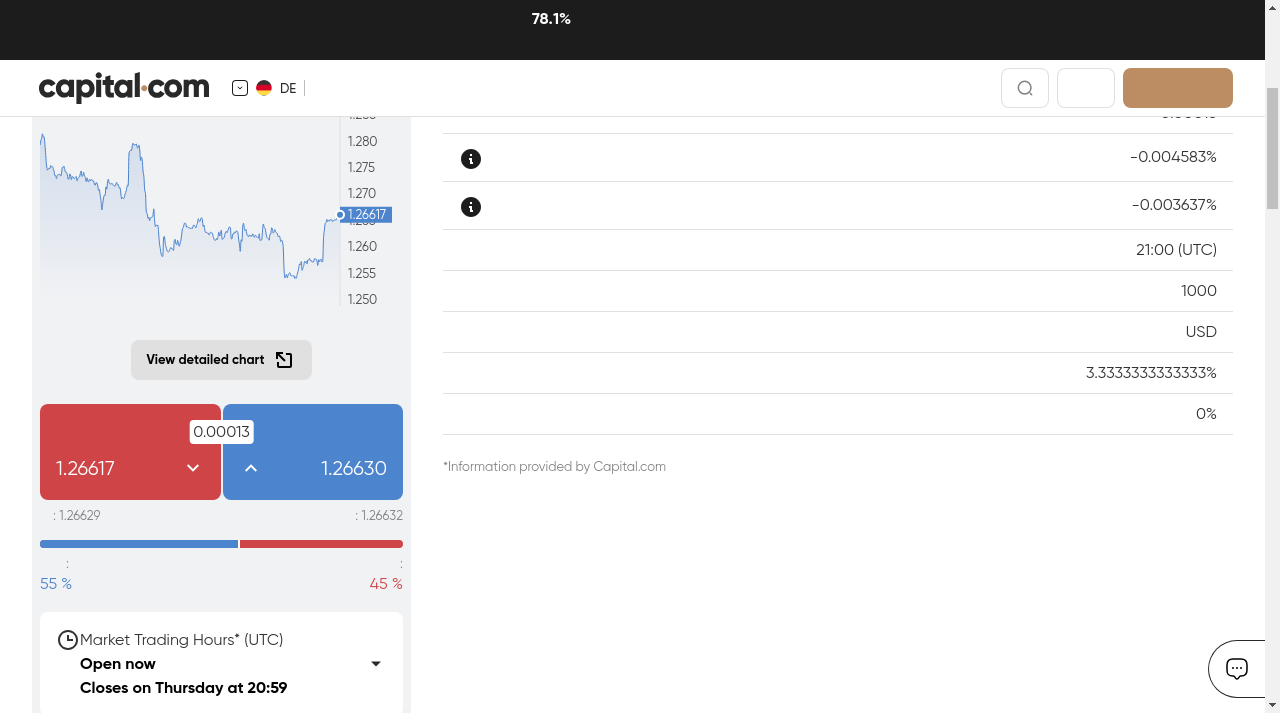 78.1%
capital.com
DE
1.280
1.275
1.270
1.26617
1.260
1.255
1.250
View detailed chart
0.00013
1.26617
1.26630
: 1.26629
: 1.26632
:
:
55 %
45 %
Market Trading Hours* (UTC)
Open now
Closes on Thursday at 20:59
-0.004583%
-0.003637%
21:00 (UTC)
1000
USD
3.3333333333333%
0%
*Information provided by Capital.com